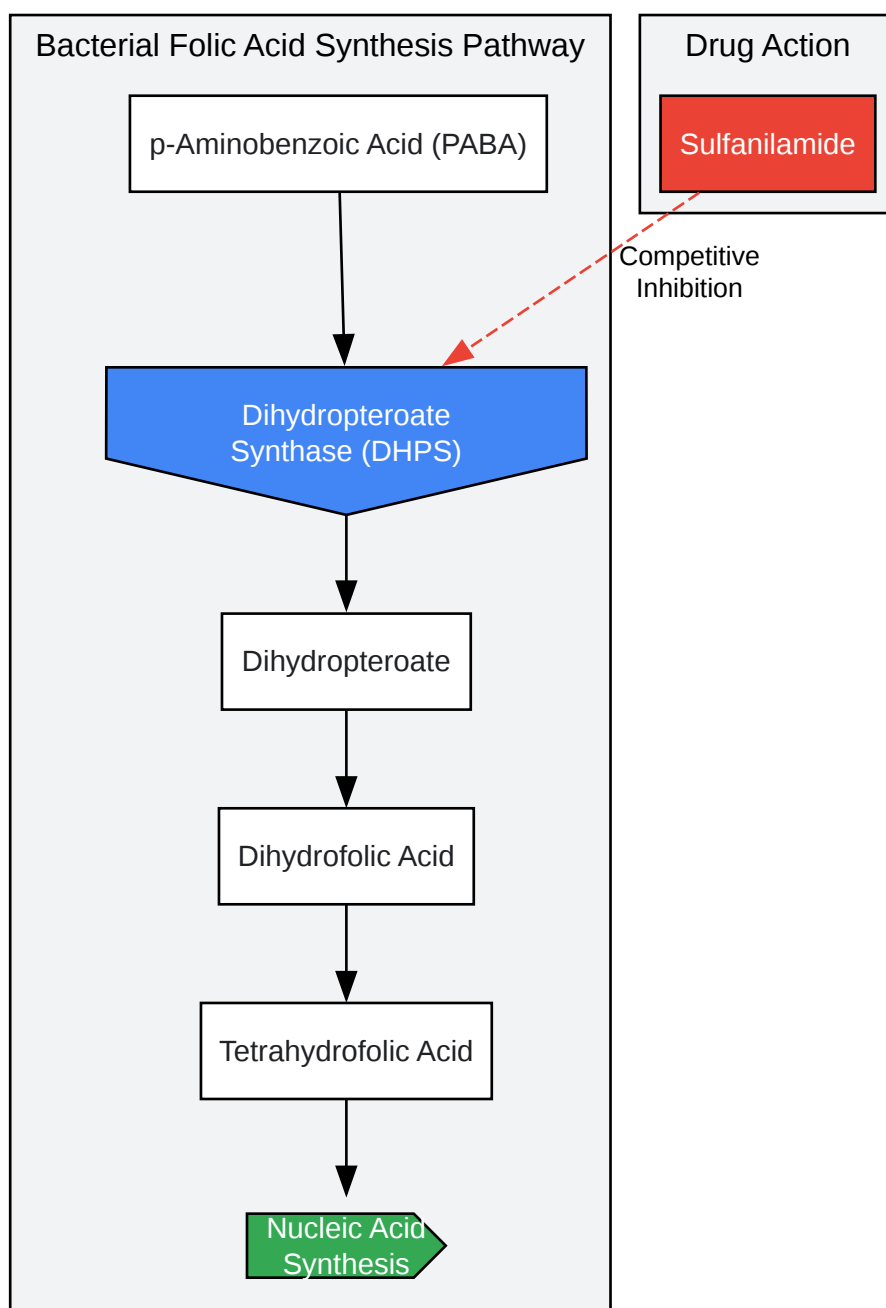 Bacterial Folic Acid Synthesis Pathway
Drug Action
p-Aminobenzoic Acid (PABA)
Sulfanilamide
Competitive
Inhibition
Dihydropteroate
Synthase (DHPS)
Dihydropteroate
Dihydrofolic Acid
Tetrahydrofolic Acid
Nucleic Acid
Synthesis